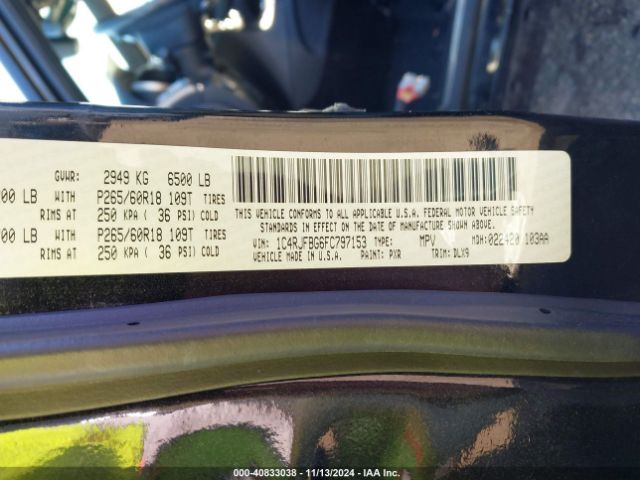 GVWR: 2949 KG 6500 LB
00 LB WITH P265/60R18 109T TIRES
RIMS AT 250 KPA ( 36 PSI) COLD
00 LB WITH P265/60R18 109T TIRES
RIMS AT 250 KPA ( 36 PSI) COLD
THIS VEHICLE CONFORMS TO ALL APPLICABLE U.S.A. FEDERAL MOTOR VEHICLE SAFETY
STANDARDS IN EFFECT ON THE DATE OF MANUFACTURE SHOWN ABOVE.
VIN: 1C4RJFBG6FC797153 TYPE: MPV MDH: 022420 103AA
VEHICLE MADE IN U.S.A. PAINT: PXR TRIM: DLX9
000-40833038 - 11/13/2024 - IAA Inc.